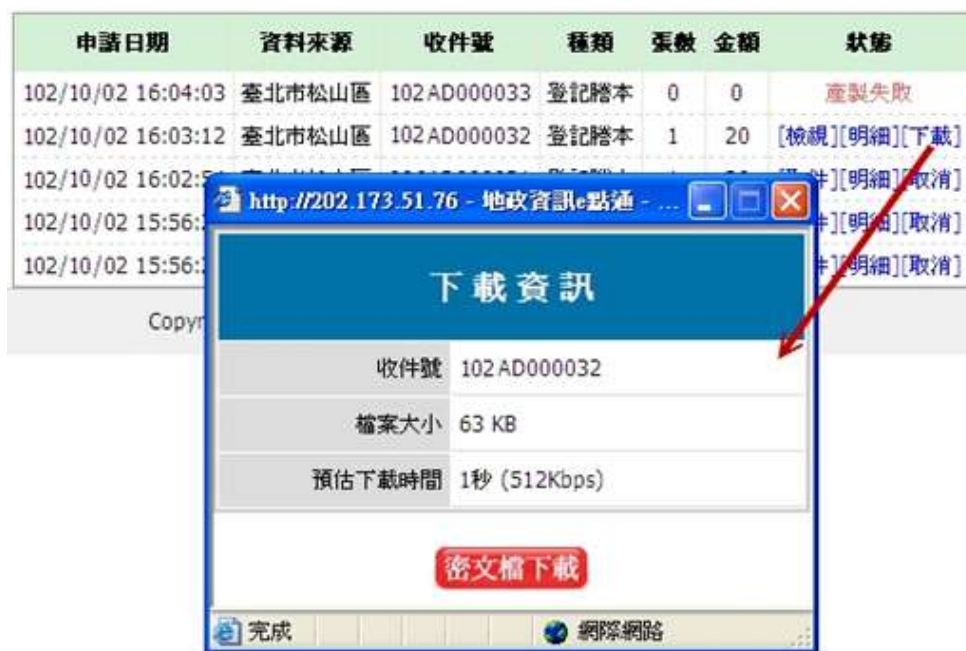 申請日期 資料來源 收件號 種類 張數 金額 狀態
102/10/02 16:04:03 臺北市松山區 102AD000033 登記謄本 0 0 產製失敗
102/10/02 16:03:12 臺北市松山區 102AD000032 登記謄本 1 20 [檢視][明細][下載]
102/10/02 16:02: [明細][取消]
102/10/02 15:56: [明細][取消]
102/10/02 15:56: [明細][取消]
Copyr
http://202.173.51.76 - 地政資訊e點通 - ...
下載資訊
收件號 102AD000032
檔案大小 63 KB
預估下載時間 1秒 (512Kbps)
密文檔下載
完成 網際網路